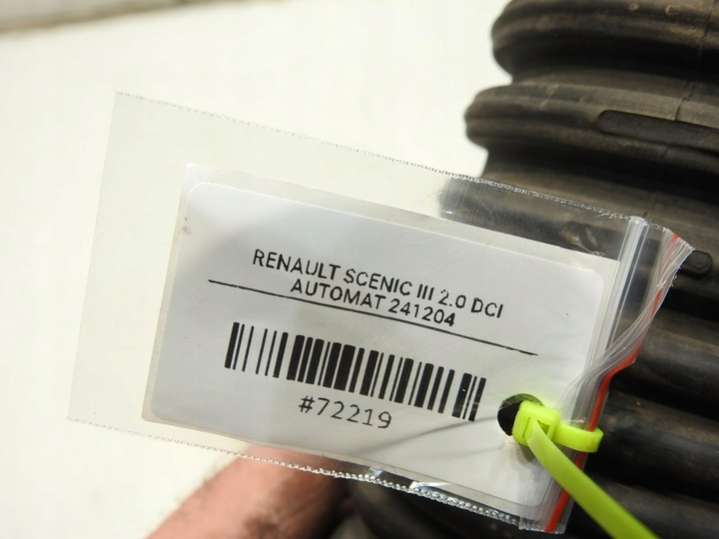 RENAULT SCENIC III 2.0 DCI
AUTOMAT 241204
#72219